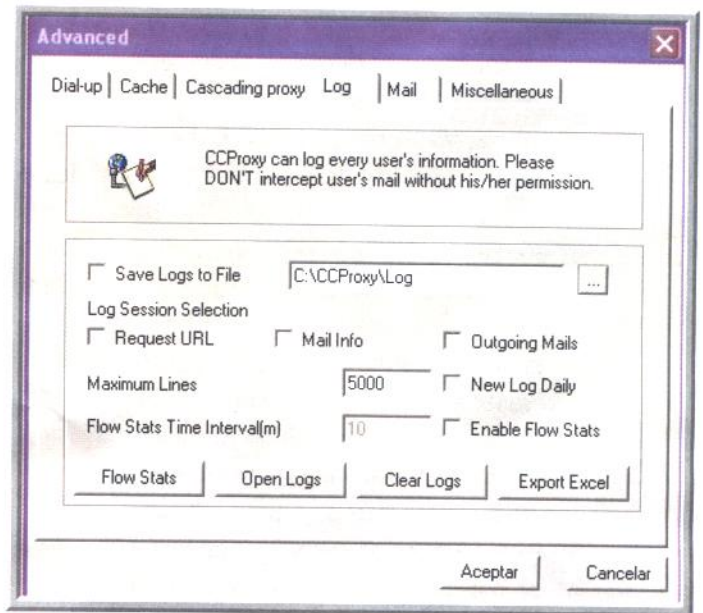 Advanced
Dial-up Cache Cascading proxy Log Mail Miscellaneous
CCProxy can log every user's information. Please
DON'T intercept user's mail without his/her permission.
Save Logs to File C:\CCProxy\Log ...
Log Session Selection
Request URL Mail Info Outgoing Mails
Maximum Lines 5000 New Log Daily
Flow Stats Time Interval(m) 10 Enable Flow Stats
Flow Stats Open Logs Clear Logs Export Excel
Aceptar Cancelar